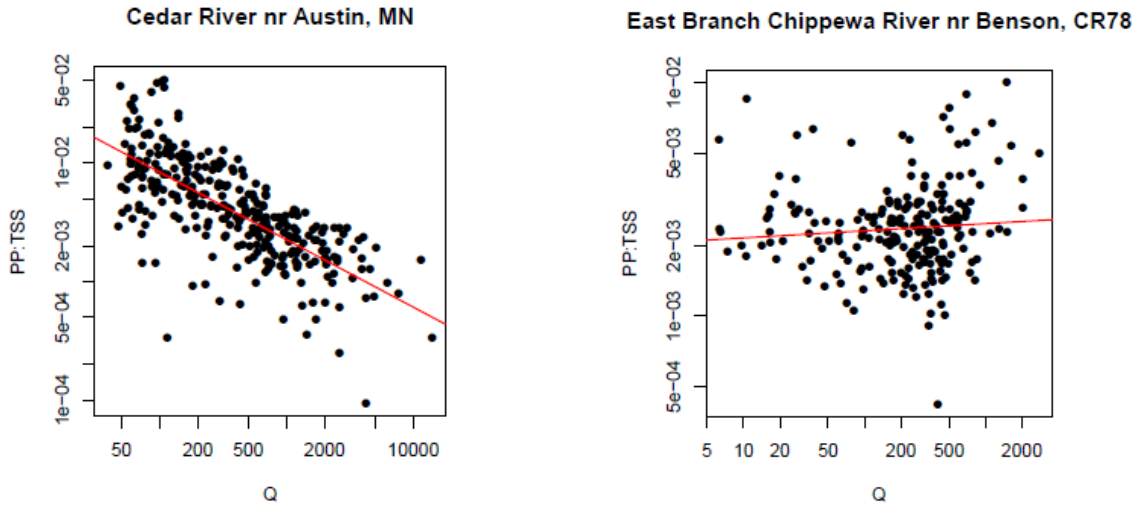 Cedar River nr Austin, MN
5e−02
1e−02
2e−03
5e−04
1e−04
PP:TSS
50
200
500
2000
10000
Q
East Branch Chippewa River nr Benson, CR78
1e−02
5e−03
2e−03
1e−03
5e−04
PP:TSS
5
10
20
50
200
500
2000
Q